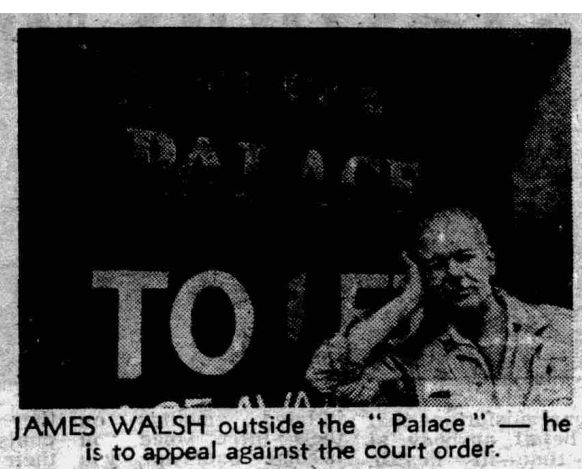 PALACE
TO LET
JAMES WALSH outside the " Palace " — he
is to appeal against the court order.